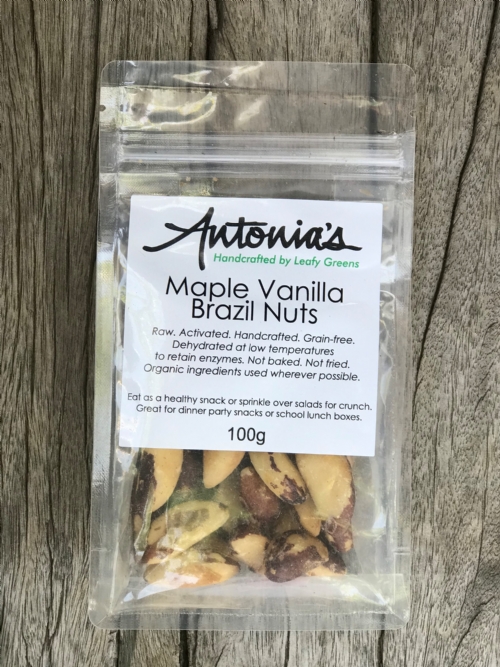 Antonia's
Handcrafted by Leafy Greens
Maple Vanilla
Brazil Nuts
Raw. Activated. Handcrafted. Grain-free.
Dehydrated at low temperatures
to retain enzymes. Not baked. Not fried.
Organic ingredients used wherever possible.
Eat as a healthy snack or sprinkle over salads for crunch.
Great for dinner party snacks or school lunch boxes.
100g